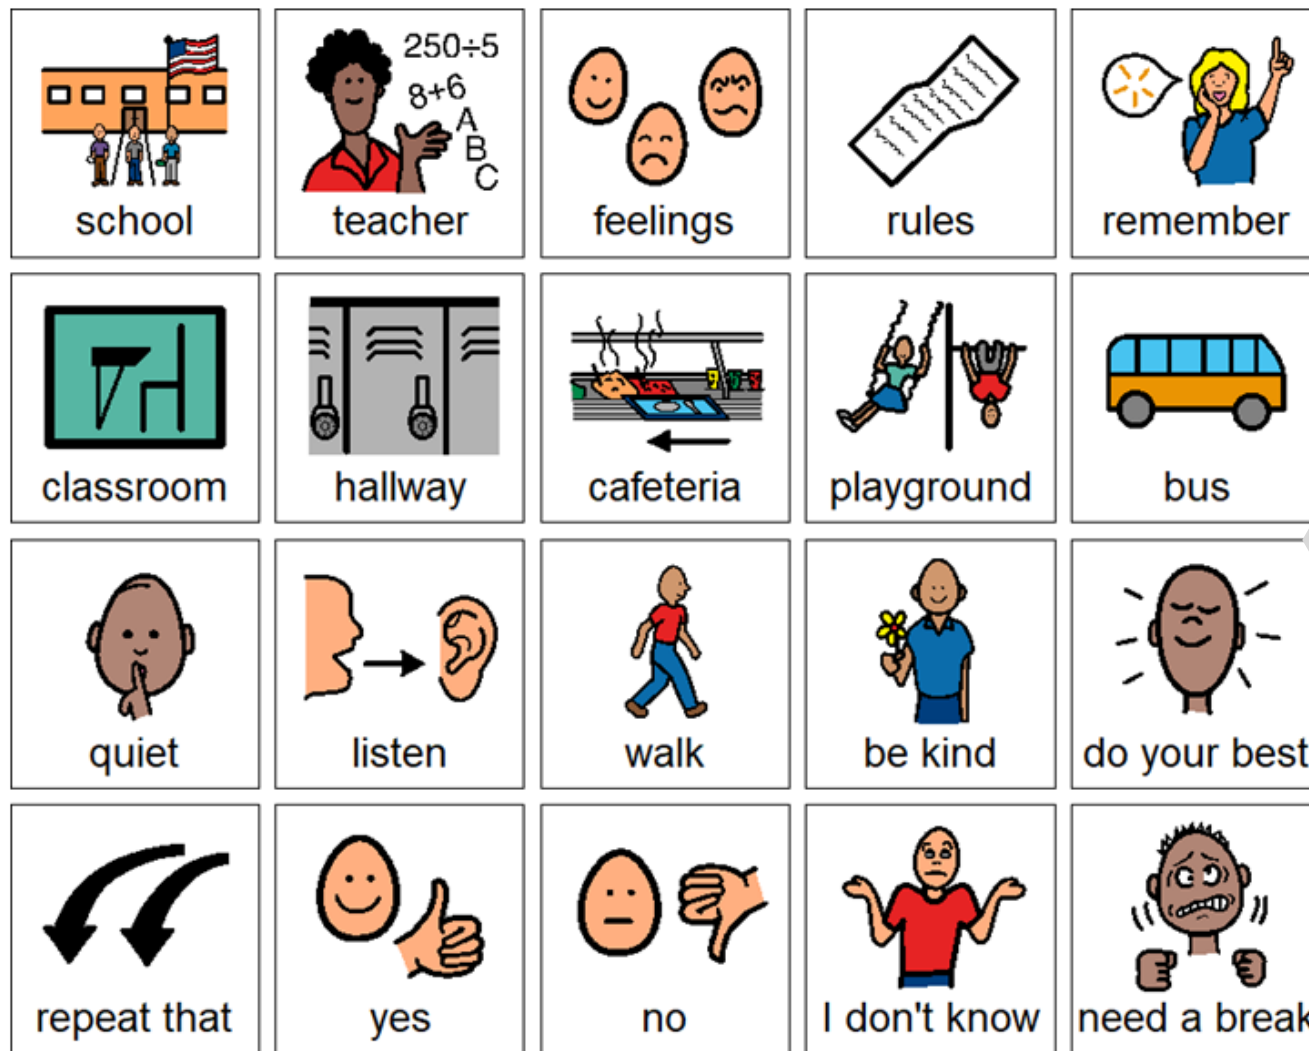 250÷5
8+6
A
B
C
school
teacher
feelings
rules
remember
classroom
hallway
cafeteria
playground
bus
quiet
listen
walk
be kind
do your best
repeat that
yes
no
I don't know
need a break